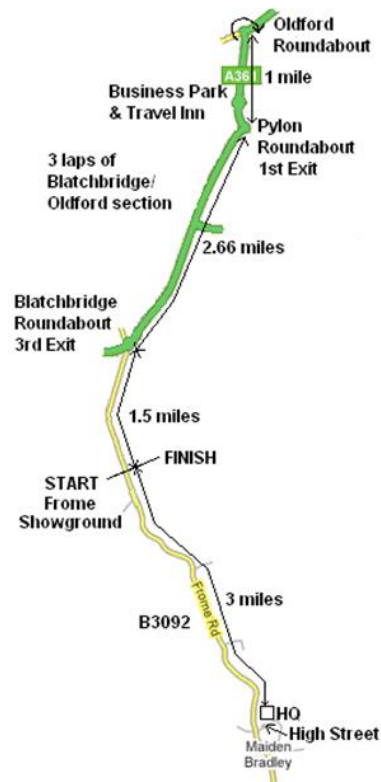 Oldford
Roundabout
A361
1 mile
Business Park
& Travel Inn
Pylon
Roundabout
1st Exit
3 laps of
Blatchbridge/
Oldford section
2.66 miles
Blatchbridge
Roundabout
3rd Exit
1.5 miles
FINISH
START
Frome
Showground
3 miles
Frome Rd
B3092
HQ
High Street
Maiden
Bradley